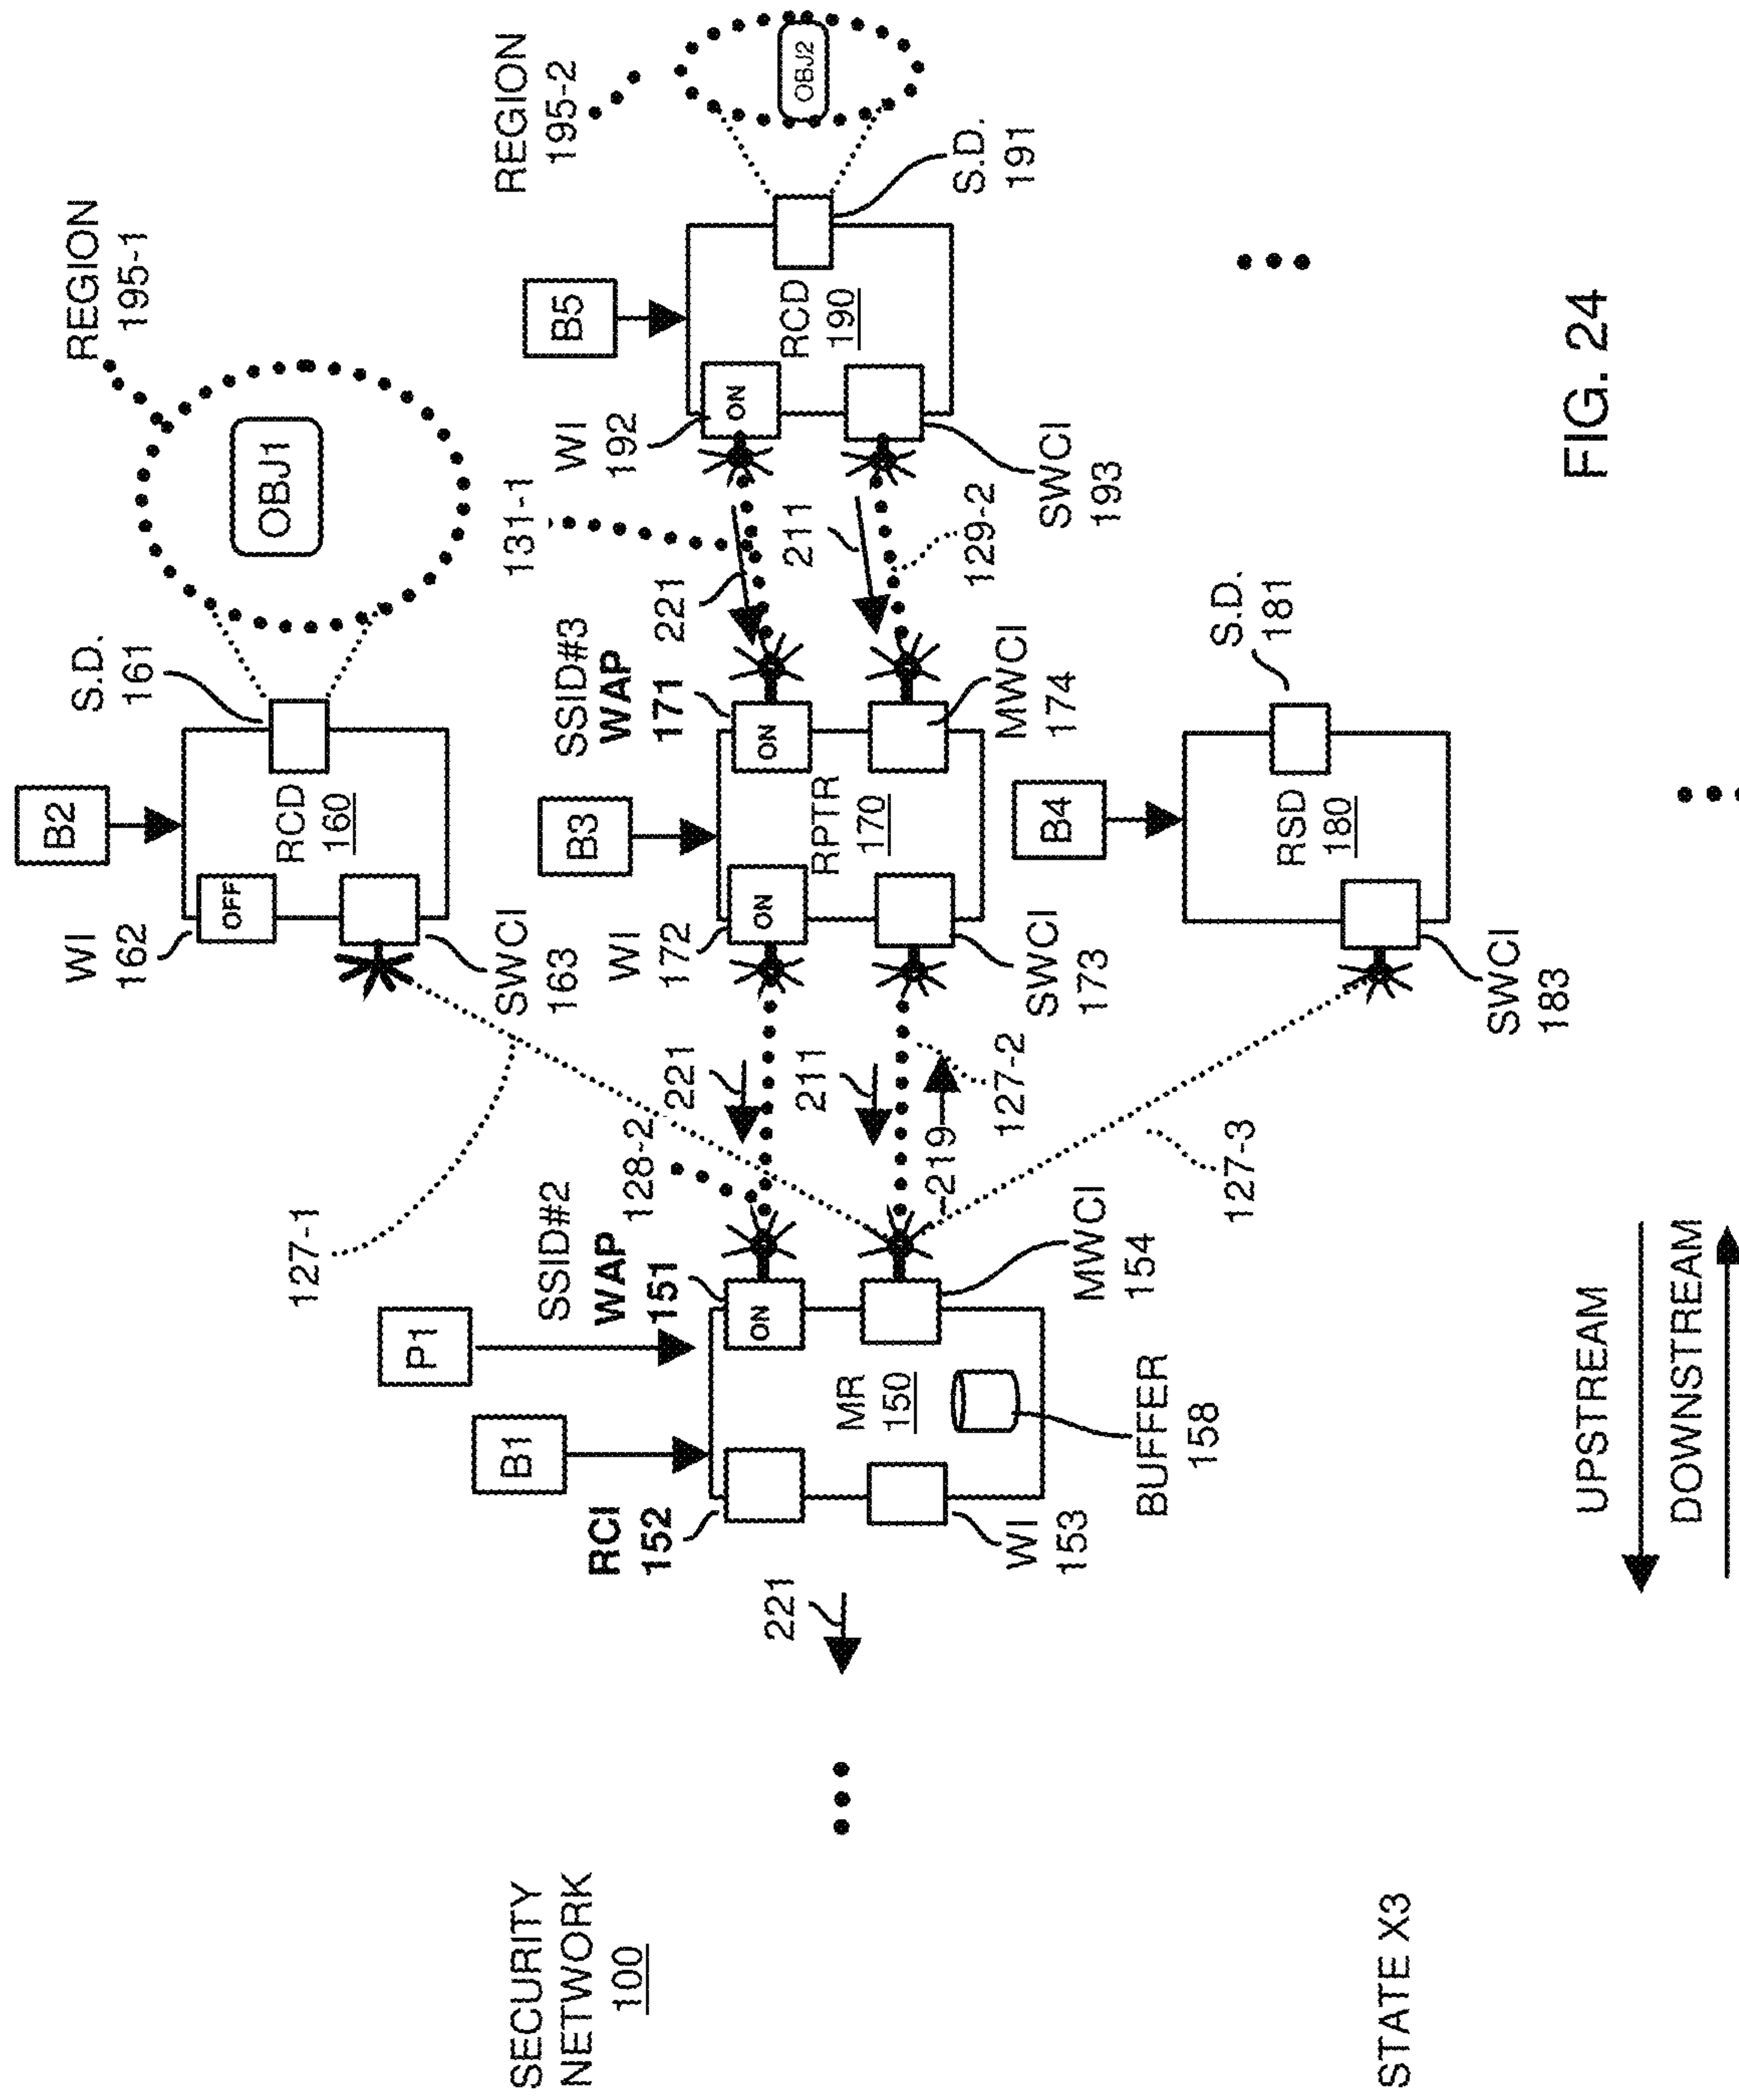 SECURITY
NETWORK
100
STATE X3
FIG. 24
UPSTREAM
DOWNSTREAM
B1
P1
RCI
152
SSID#2
WAP
151
ON
MR
150
WI
153
BUFFER
158
MWCI
154
221
127-1
128-2
221
211
219
127-2
127-3
B2
WI
162
OFF
RCD
160
SWCI
163
S.D.
161
REGION
195-1
OBJ1
B3
WI
172
ON
RPTR
170
SWCI
173
SSID#3
WAP
171
ON
MWCI
174
B4
RSD
180
SWCI
183
S.D.
181
131-1
221
211
129-2
B5
WI
192
ON
RCD
190
SWCI
193
S.D.
191
REGION
195-2
OBJ2